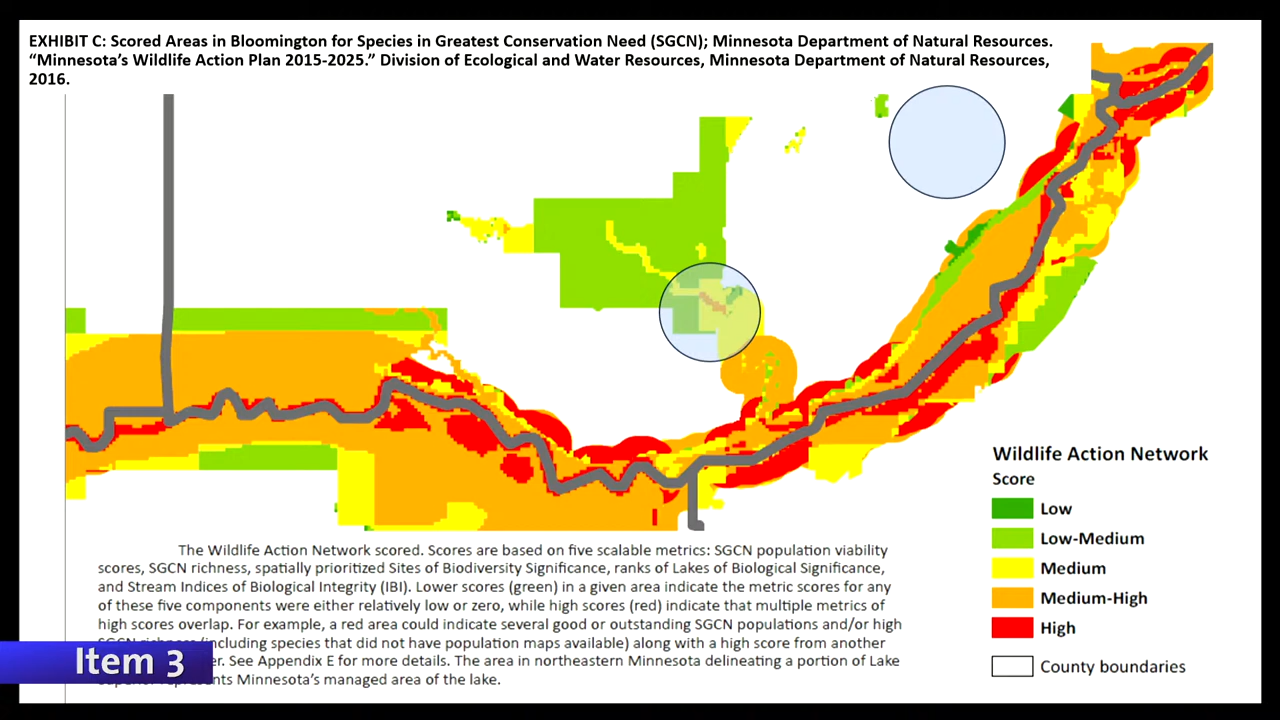 EXHIBIT C: Scored Areas in Bloomington for Species in Greatest Conservation Need (SGCN); Minnesota Department of Natural Resources.
“Minnesota’s Wildlife Action Plan 2015-2025.” Division of Ecological and Water Resources, Minnesota Department of Natural Resources,
2016.
Wildlife Action Network
Score
Low
Low-Medium
Medium
Medium-High
High
County boundaries
The Wildlife Action Network scored. Scores are based on five scalable metrics: SGCN population viability
scores, SGCN richness, spatially prioritized Sites of Biodiversity Significance, ranks of Lakes of Biological Significance,
and Stream Indices of Biological Integrity (IBI). Lower scores (green) in a given area indicate the metric scores for any
of these five components were either relatively low or zero, while high scores (red) indicate that multiple metrics of
high scores overlap. For example, a red area could indicate several good or outstanding SGCN populations and/or high
SGCN richness (including species that did not have population maps available) along with a high score from another
See Appendix E for more details. The area in northeastern Minnesota delineating a portion of Lake
Superior represents Minnesota’s managed area of the lake.
Item 3